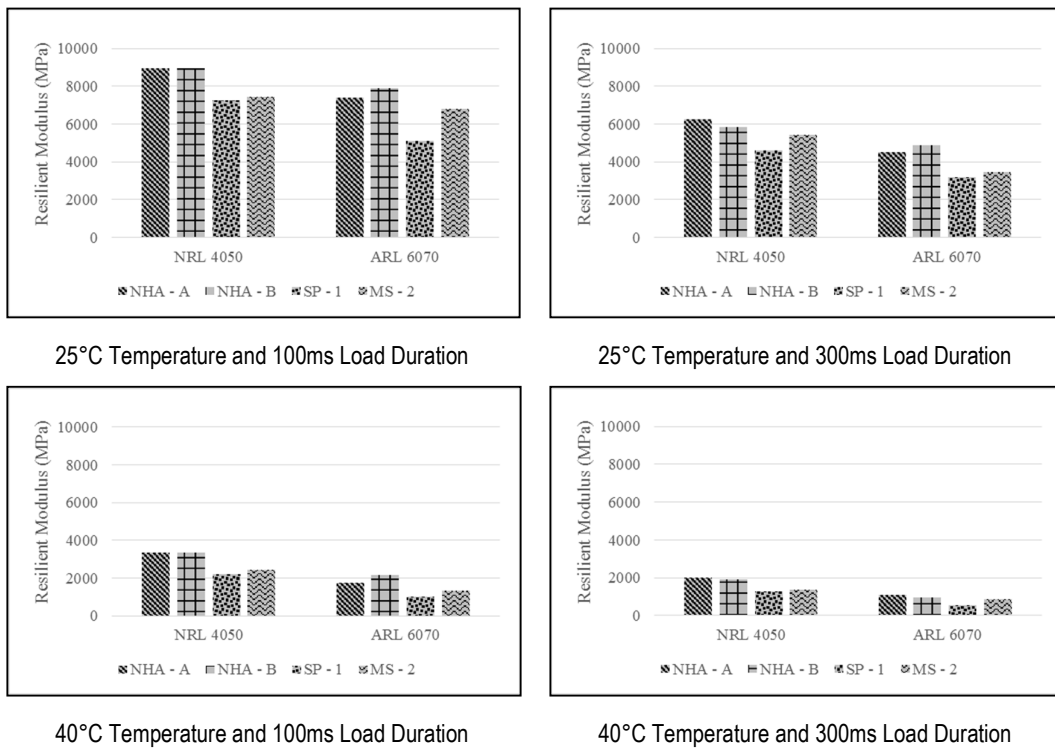 10000
8000
6000
4000
2000
0
Resilient Modulus (MPa)
NRL 4050 ARL 6070
NHA - A NHA - B SP - 1 MS - 2
25°C Temperature and 100ms Load Duration
10000
8000
6000
4000
2000
0
Resilient Modulus (MPa)
NRL 4050 ARL 6070
NHA - A NHA - B SP - 1 MS - 2
25°C Temperature and 300ms Load Duration
10000
8000
6000
4000
2000
0
Resilient Modulus (MPa)
NRL 4050 ARL 6070
NHA - A NHA - B SP - 1 MS - 2
40°C Temperature and 100ms Load Duration
10000
8000
6000
4000
2000
0
Resilient Modulus (MPa)
NRL 4050 ARL 6070
NHA - A NHA - B SP - 1 MS - 2
40°C Temperature and 300ms Load Duration